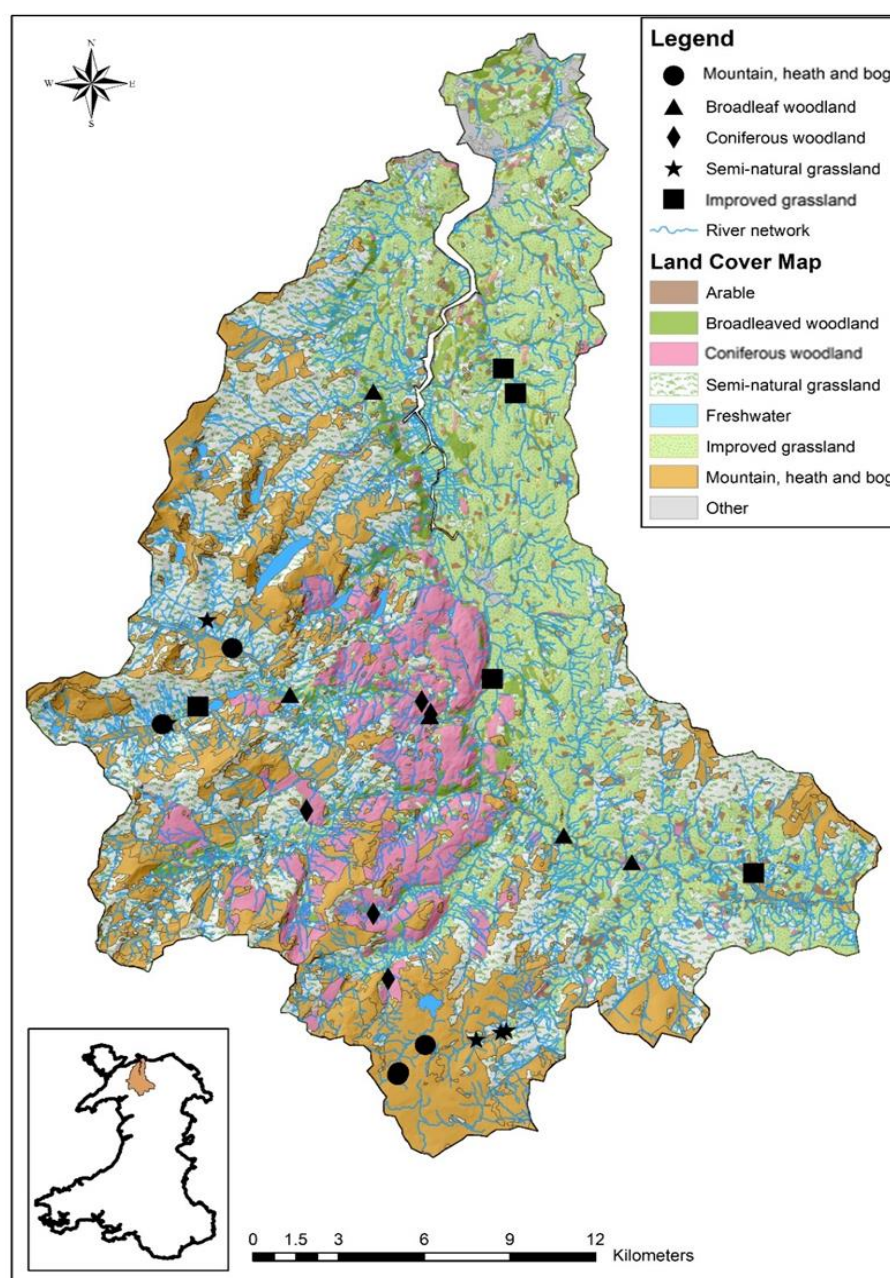 N
W E
S
Legend
Mountain, heath and bog
Broadleaf woodland
Coniferous woodland
Semi-natural grassland
Improved grassland
River network
Land Cover Map
Arable
Broadleaved woodland
Coniferous woodland
Semi-natural grassland
Freshwater
Improved grassland
Mountain, heath and bog
Other
0 1.5 3 6 9 12
Kilometers